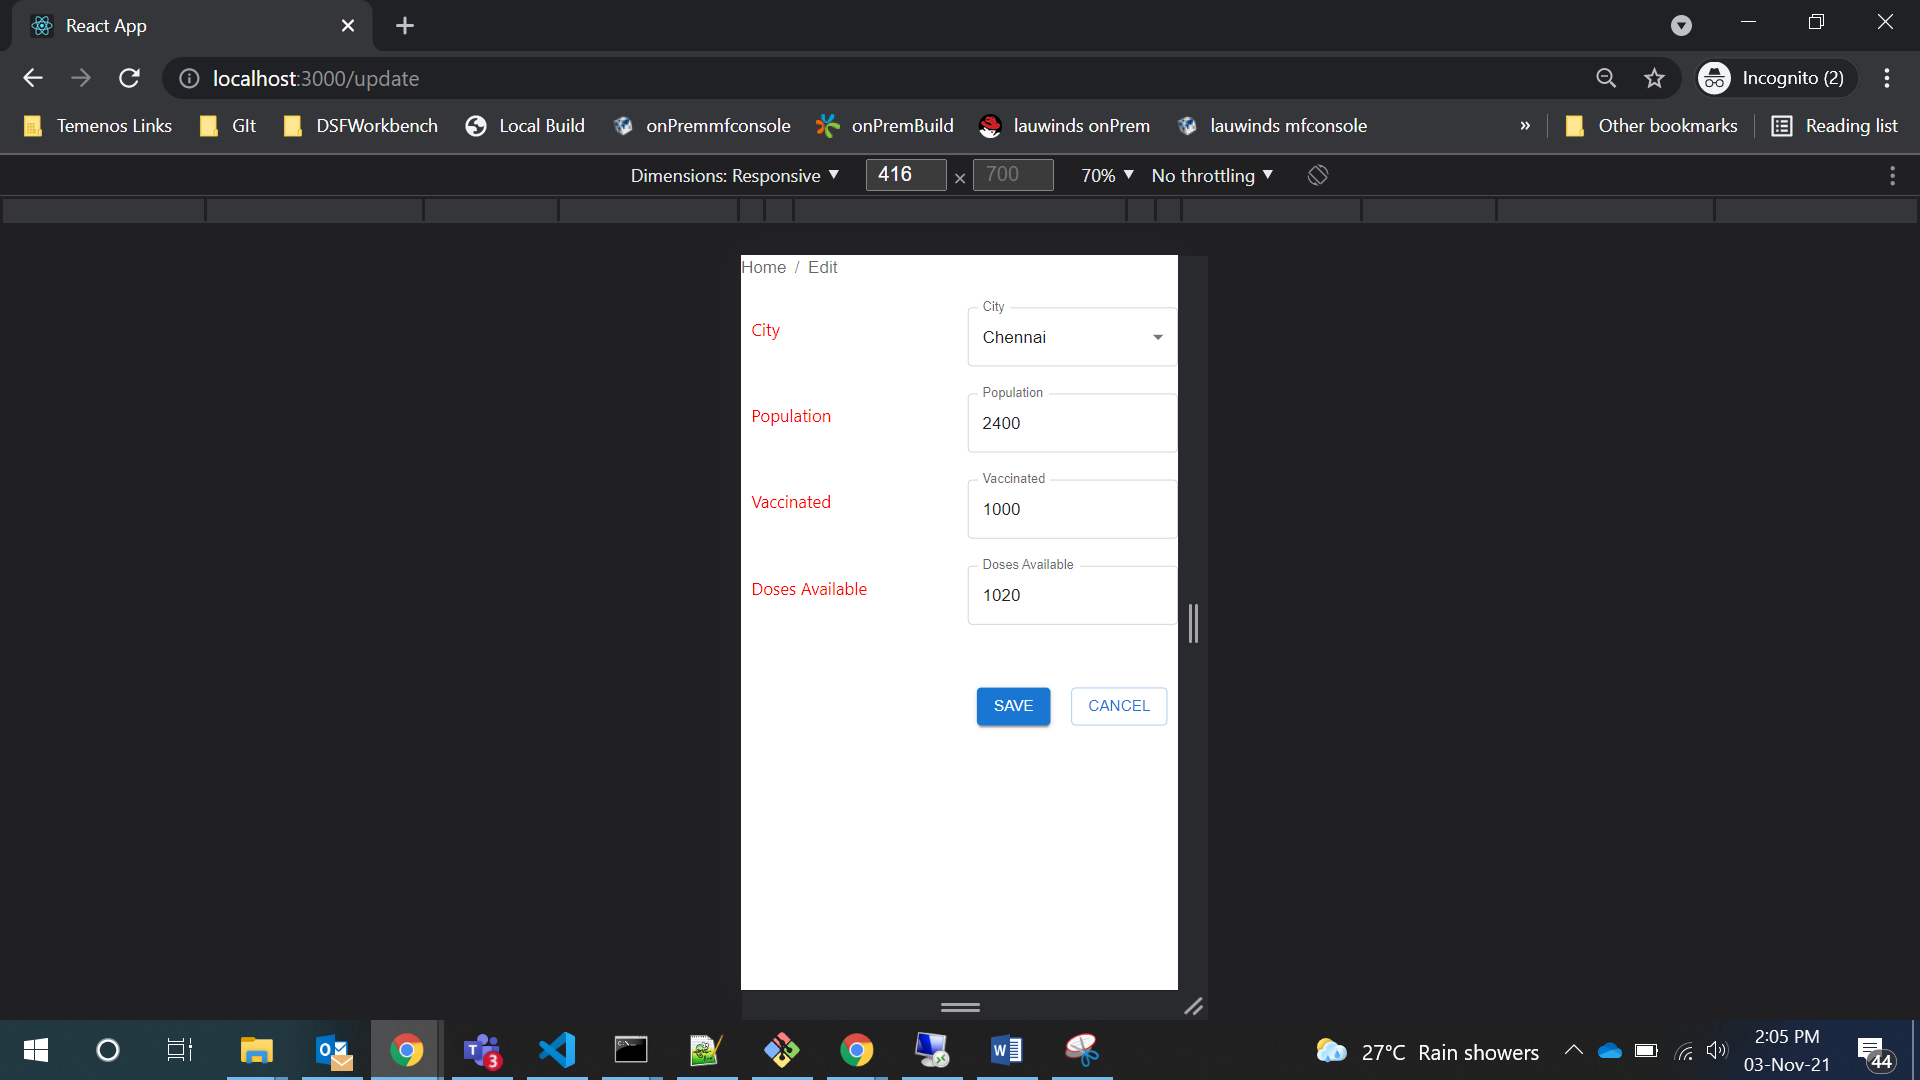 React App
localhost:3000/update
Incognito (2)
Temenos Links
GIt
DSFWorkbench
Local Build
onPremmfconsole
onPremBuild
lauwinds onPrem
lauwinds mfconsole
»
Other bookmarks
Reading list
Dimensions: Responsive ▼ 416 × 700 70% ▼ No throttling ▼
Home / Edit
City
City
Chennai
Population
Population
2400
Vaccinated
Vaccinated
1000
Doses Available
Doses Available
1020
SAVE
CANCEL
27°C Rain showers
2:05 PM
03-Nov-21
44
3